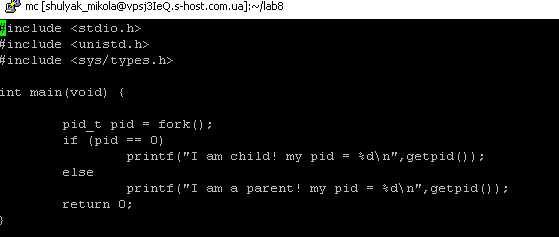 mc [shulyak_mikola@vpsj3IeQ.s-host.com.ua]:~/lab8
#include <stdio.h>
#include <unistd.h>
#include <sys/types.h>
int main(void) {
pid_t pid = fork();
if (pid == 0)
printf("I am child! my pid = %d\n",getpid());
else
printf("I am a parent! my pid = %d\n",getpid());
return 0;
}